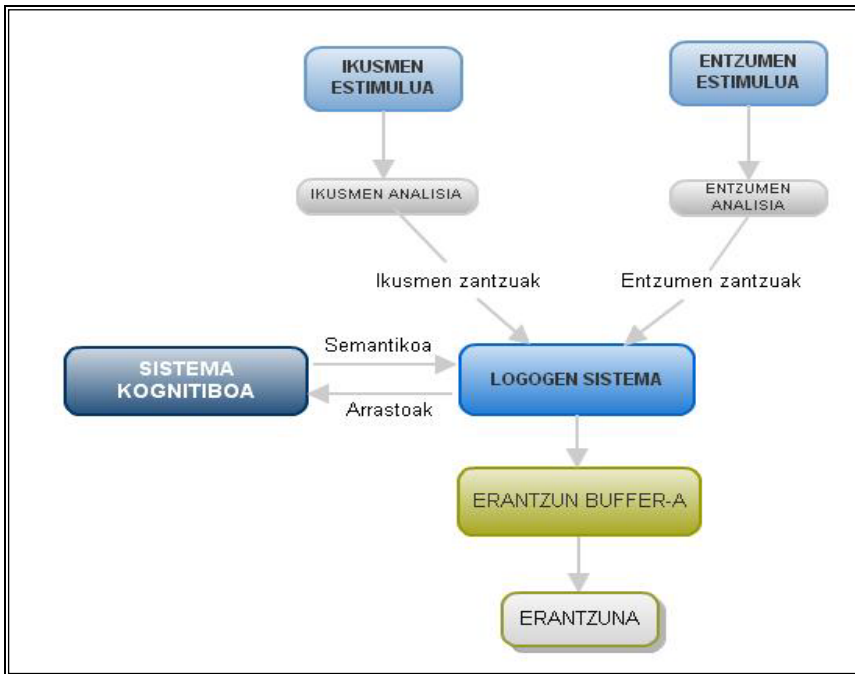 IKUSMEN
ESTIMULUA
ENTZUMEN
ESTIMULUA
IKUSMEN ANALISIA
ENTZUMEN
ANALISIA
Ikusmen zantzuak
Entzumen zantzuak
SISTEMA
KOGNITIBOA
Semantikoa
Arrastoak
LOGOGEN SISTEMA
ERANTZUN BUFFER-A
ERANTZUNA